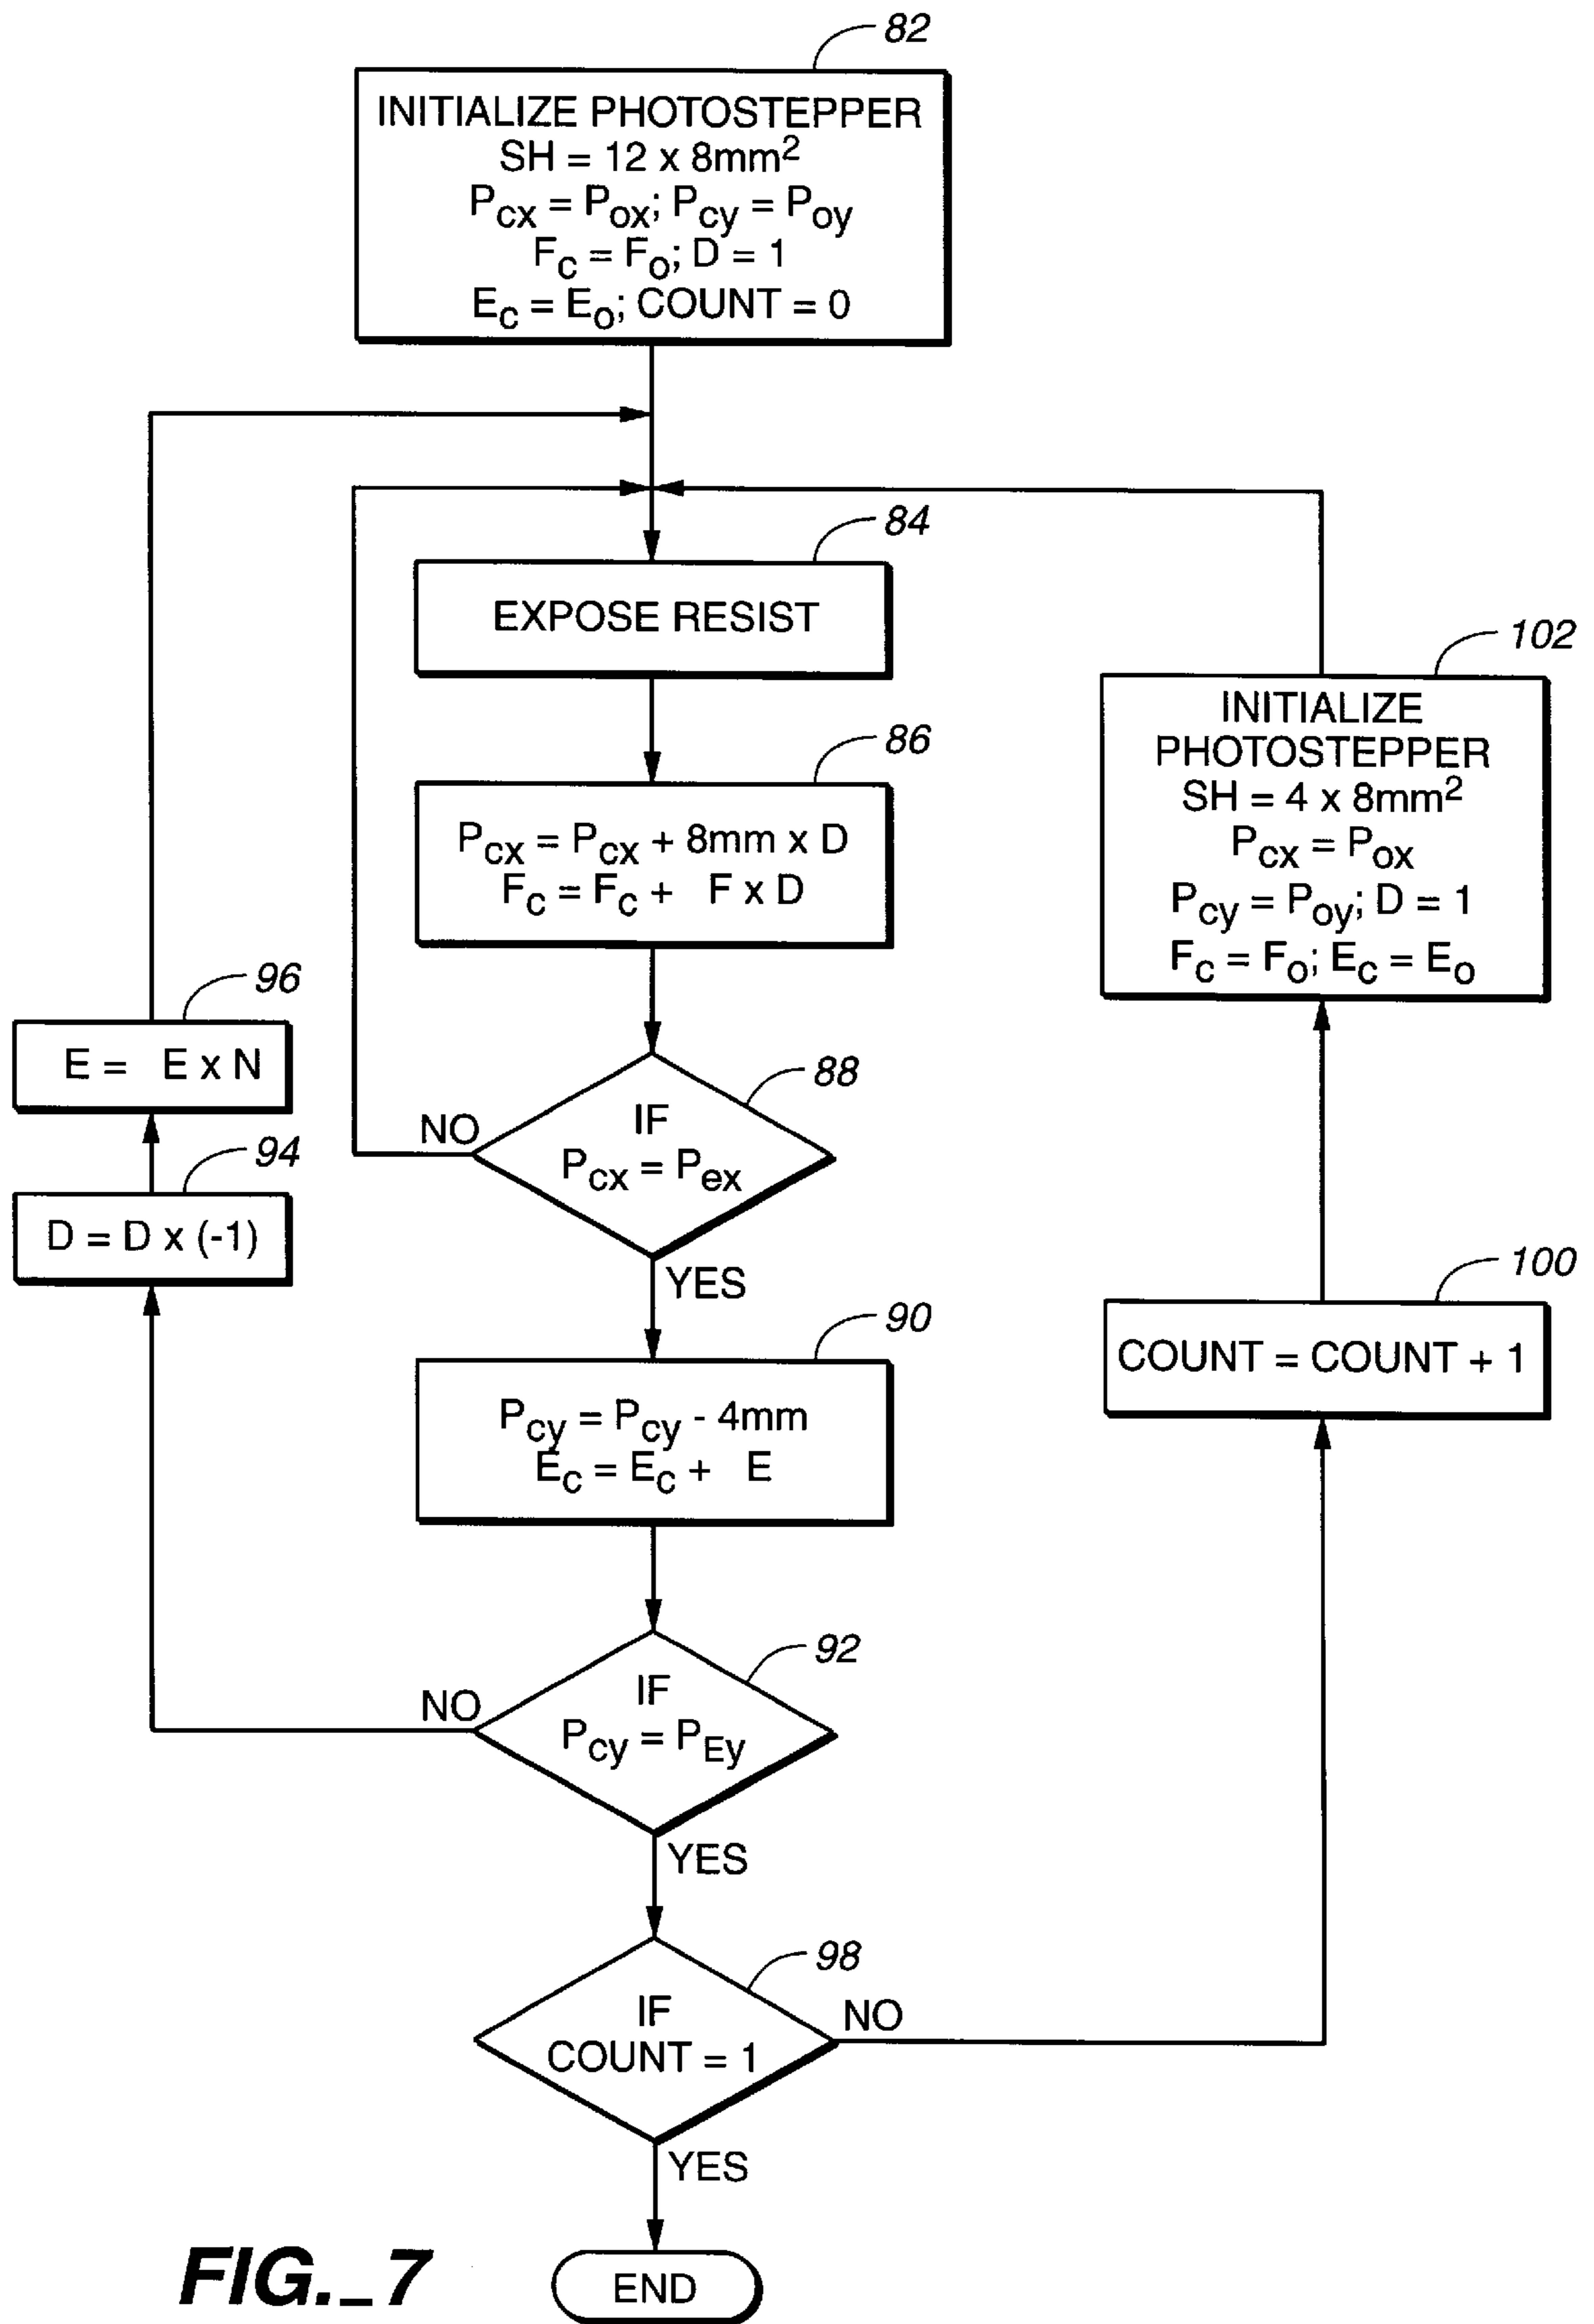 82
INITIALIZE PHOTOSTEPPER
SH = 12 x 8mm²
Pcx = Pox; Pcy = Poy
Fc = Fo; D = 1
Ec = Eo; COUNT = 0
84
EXPOSE RESIST
86
Pcx = Pcx + 8mm x D
Fc = Fc + F x D
88
IF
Pcx = Pex
NO
YES
90
Pcy = Pcy - 4mm
Ec = Ec + E
92
IF
Pcy = PEy
NO
YES
94
D = D x (-1)
96
E = E x N
98
IF
COUNT = 1
NO
YES
100
COUNT = COUNT + 1
102
INITIALIZE
PHOTOSTEPPER
SH = 4 x 8mm²
Pcx = Pox
Pcy = Poy; D = 1
Fc = Fo; Ec = Eo
END
FIG._7